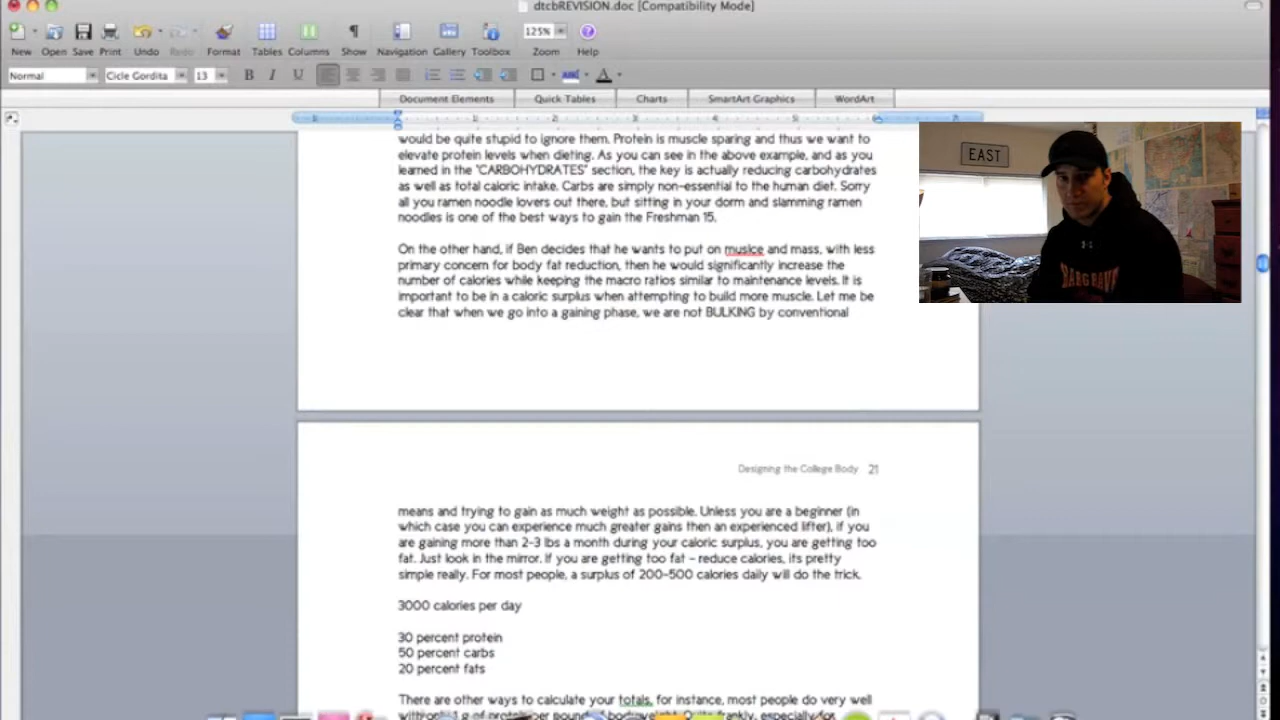 dtcbREVISION.doc [Compatibility Mode]
New Open Save Print Undo Redo Format Tables Columns Show Navigation Gallery Toolbox Zoom Help
125%
Normal Cicle Gordita 13 B I U
Document Elements Quick Tables Charts SmartArt Graphics WordArt
would be quite stupid to ignore them. Protein is muscle sparing and thus we want to
elevate protein levels when dieting. As you can see in the above example, and as you
learned in the "CARBOHYDRATES" section, the key is actually reducing carbohydrates
as well as total caloric intake. Carbs are simply non-essential to the human diet. Sorry
all you ramen noodle lovers out there, but sitting in your dorm and slamming ramen
noodles is one of the best ways to gain the Freshman 15.
On the other hand, if Ben decides that he wants to put on muslce and mass, with less
primary concern for body fat reduction, then he would significantly increase the
number of calories while keeping the macro ratios similar to maintenance levels. It is
important to be in a caloric surplus when attempting to build more muscle. Let me be
clear that when we go into a gaining phase, we are not BULKING by conventional
EAST
HARGRAVE
Designing the College Body 21
means and trying to gain as much weight as possible. Unless you are a beginner (in
which case you can experience much greater gains then an experienced lifter), if you
are gaining more than 2-3 lbs a month during your caloric surplus, you are getting too
fat. Just look in the mirror. If you are getting too fat - reduce calories, its pretty
simple really. For most people, a surplus of 200-500 calories daily will do the trick.
3000 calories per day
30 percent protein
50 percent carbs
20 percent fats
There are other ways to calculate your totals, for instance, most people do very well
with only 1 g of protein per pound of bodyweight. Quite frankly, especially for